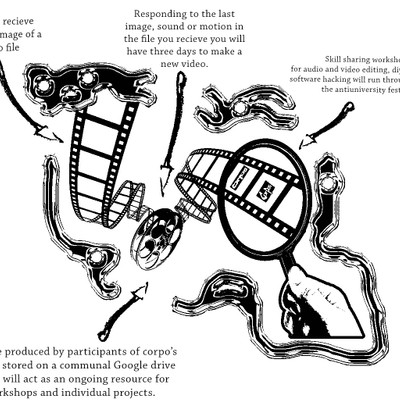 recieve
mage of a
o file
Responding to the last
image, sound or motion in
the file you recieve you will
have three days to make a
new video.
Skill sharing worksho
for audio and video editing, diy
software hacking will run throu
the antiuniversity fest
e produced by participants of corpo's
stored on a communal Google drive
will act as an ongoing resource for
rkshops and individual projects.